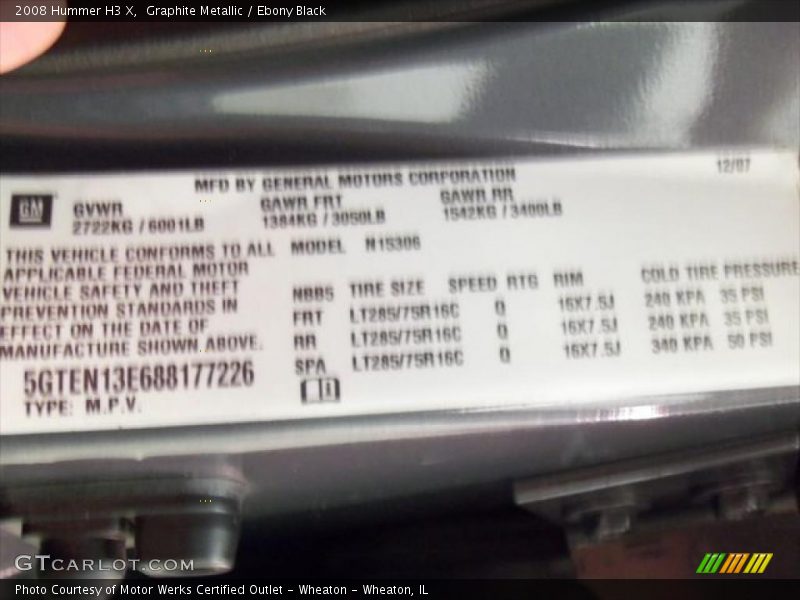 2008 Hummer H3 X, Graphite Metallic / Ebony Black
MFD BY GENERAL MOTORS CORPORATION 12/07
GM GVWR GAWR FRT GAWR RR
2722KG / 6001LB 1384KG / 3050LB 1542KG / 3400LB
THIS VEHICLE CONFORMS TO ALL MODEL N15306
APPLICABLE FEDERAL MOTOR
VEHICLE SAFETY AND THEFT
PREVENTION STANDARDS IN
EFFECT ON THE DATE OF
MANUFACTURE SHOWN ABOVE.
NBB5 TIRE SIZE SPEED RTG RIM COLD TIRE PRESSURE
FRT LT285/75R16C Q 16X7.5J 240 KPA 35 PSI
RR LT285/75R16C Q 16X7.5J 240 KPA 35 PSI
SPA LT285/75R16C Q 16X7.5J 340 KPA 50 PSI
5GTEN13E688177226
TYPE: M.P.V.
GTCARLOT.COM
Photo Courtesy of Motor Werks Certified Outlet - Wheaton - Wheaton, IL